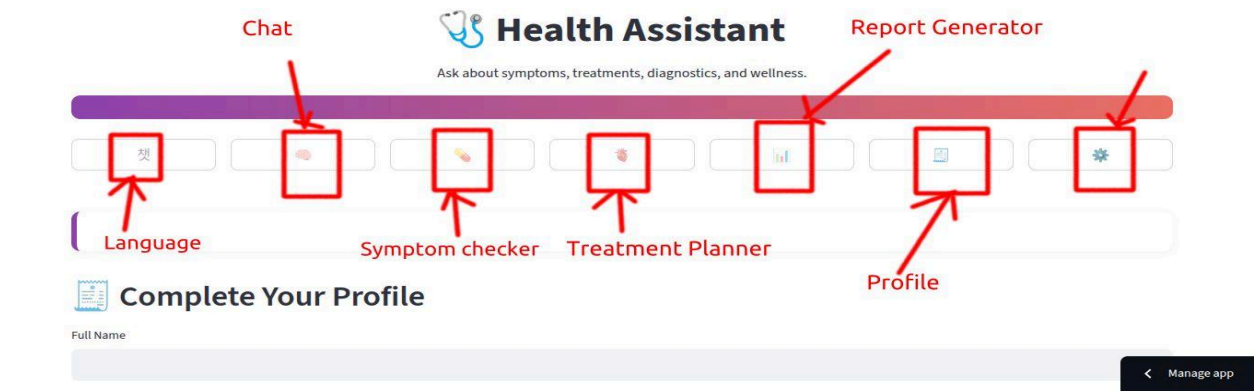 Chat
Health Assistant
Report Generator
Ask about symptoms, treatments, diagnostics, and wellness.
챗
Language
Symptom checker
Treatment Planner
Profile
Complete Your Profile
Full Name
Manage app